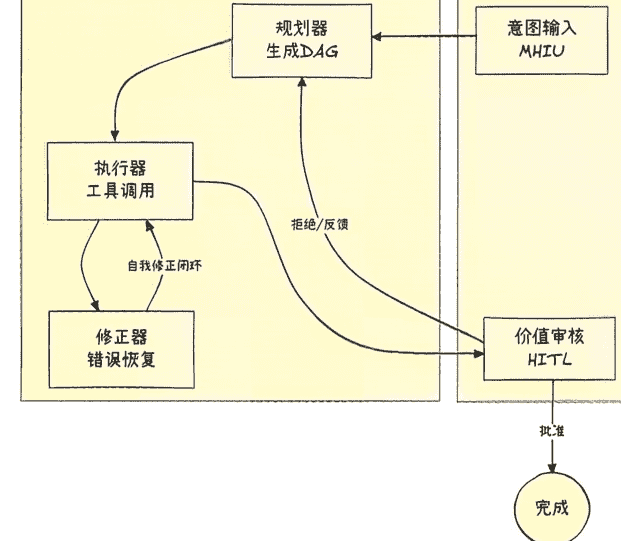 规划器
生成DAG
意图输入
MHIU
执行器
工具调用
拒绝/反馈
自我修正闭环
修正器
错误恢复
价值审核
HITL
批准
完成